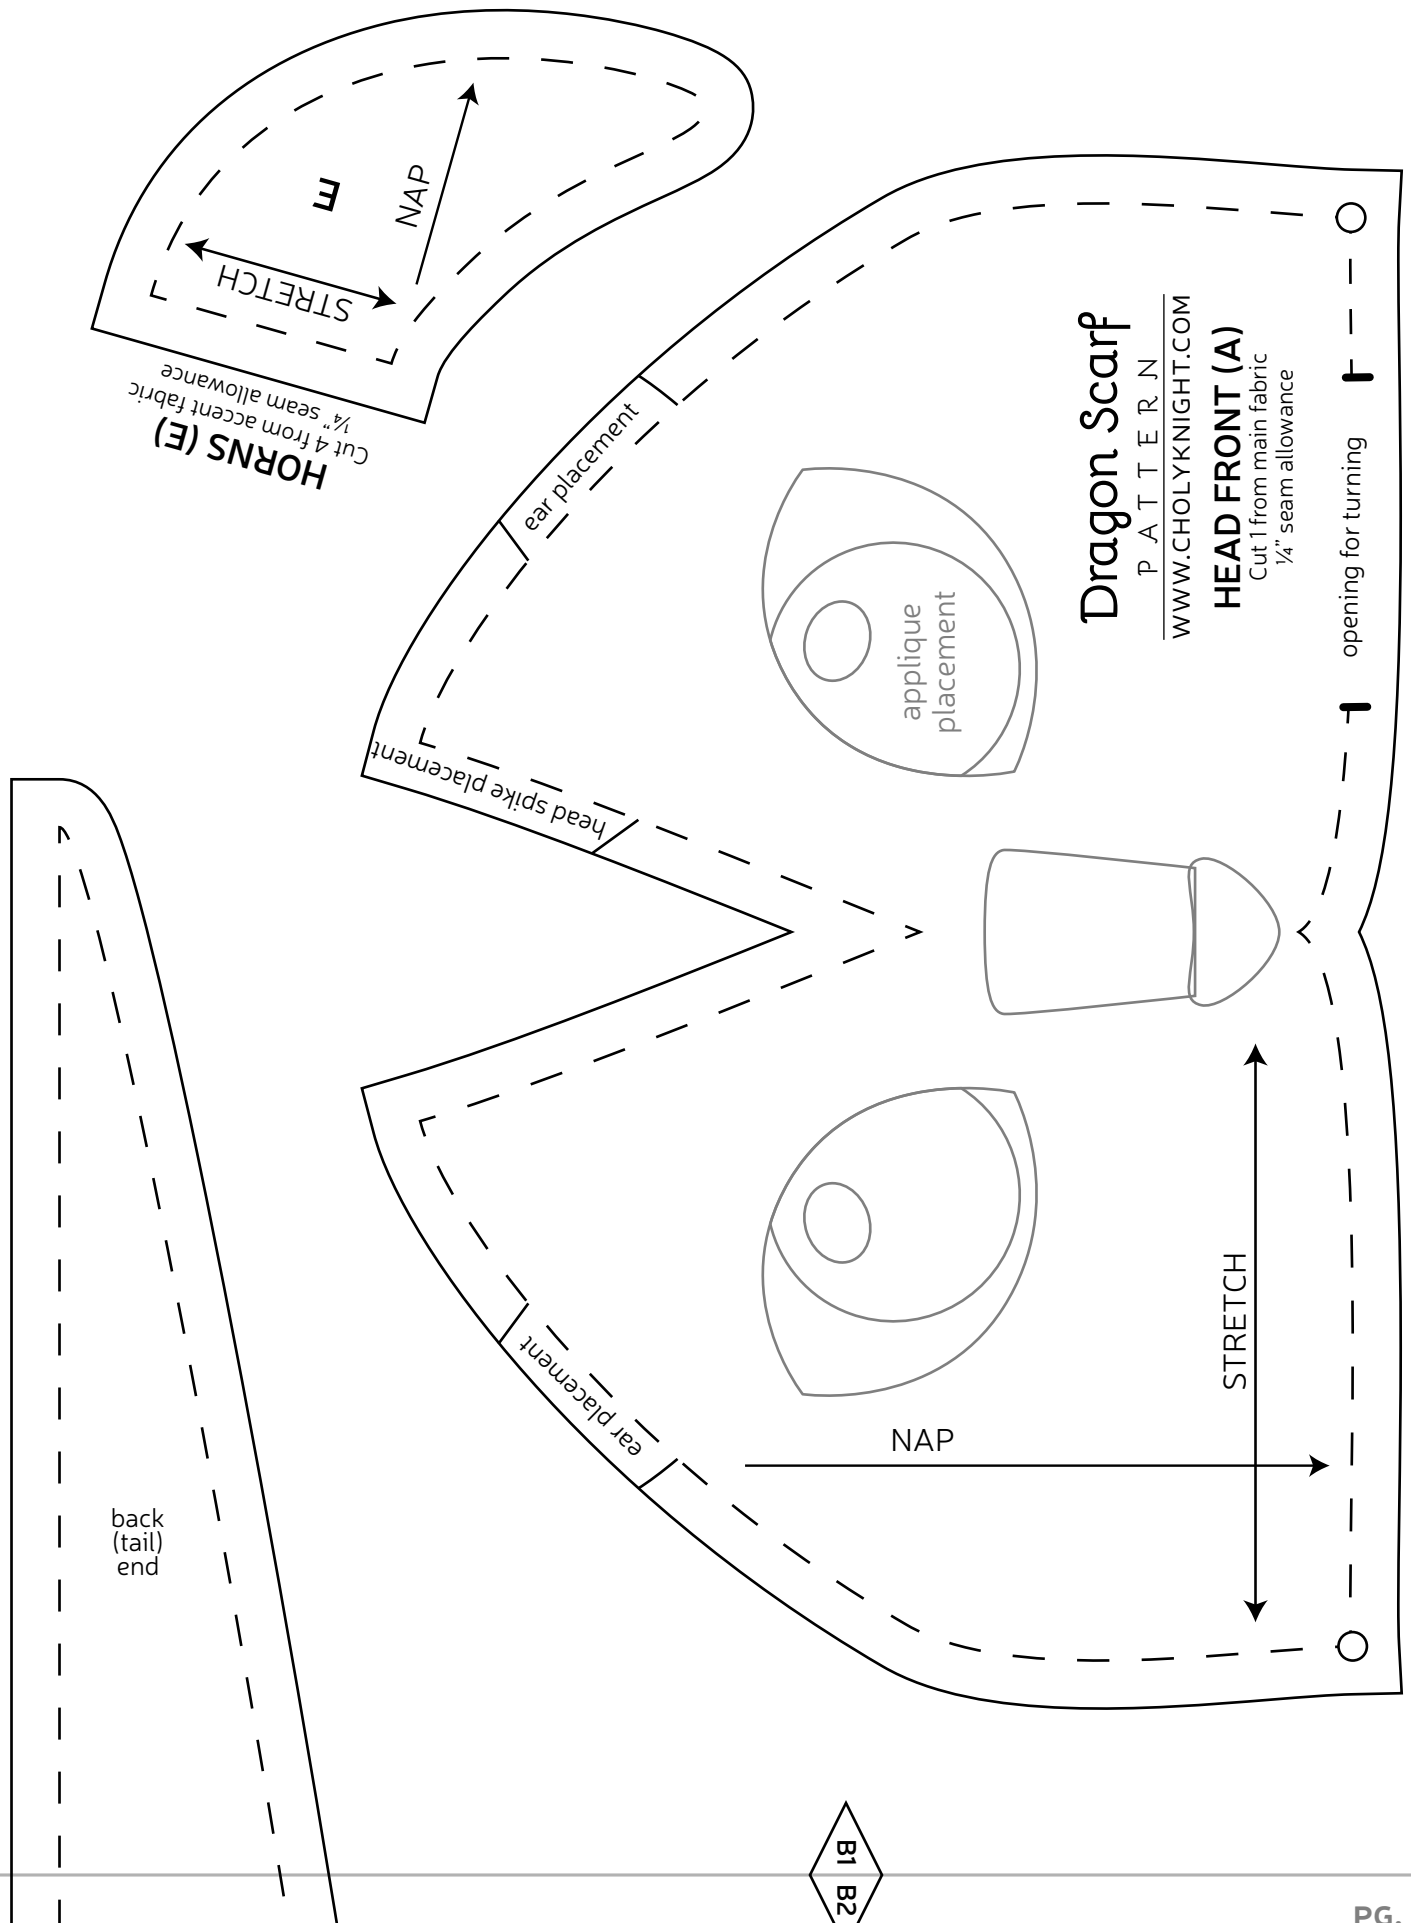 E
NAP
STRETCH
HORNS (E)
Cut 4 from accent fabric
¼” seam allowance
ear placement
head spike placement
applique
placement
Dragon Scarf
PATTERN
WWW.CHOLYKNIGHT.COM
HEAD FRONT (A)
Cut 1 from main fabric
¼” seam allowance
opening for turning
ear placement
NAP
STRETCH
back
(tail)
end
B1
B2
PG.